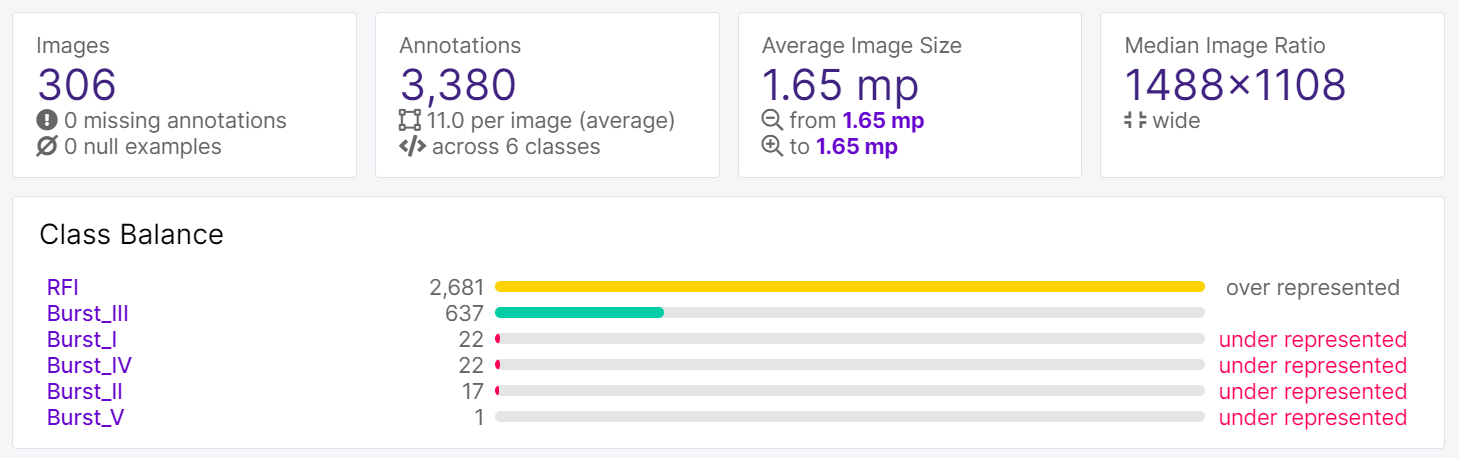 Images
306
0 missing annotations
0 null examples
Annotations
3,380
11.0 per image (average)
across 6 classes
Average Image Size
1.65 mp
from 1.65 mp
to 1.65 mp
Median Image Ratio
1488×1108
wide
Class Balance
RFI 2,681 over represented
Burst_III 637
Burst_I 22 under represented
Burst_IV 22 under represented
Burst_II 17 under represented
Burst_V 1 under represented